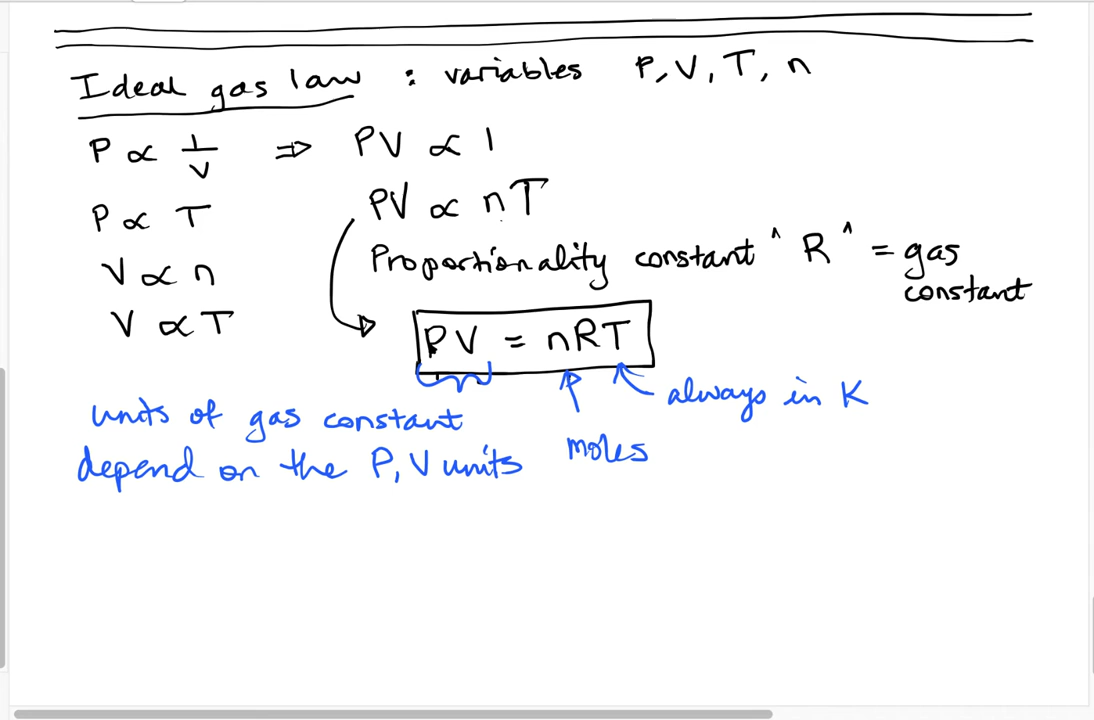 Ideal gas law : variables P, V, T, n
P ∝ 1/V ⇒ PV ∝ 1
P ∝ T
PV ∝ nT
V ∝ n
Proportionality constant "R" = gas constant
V ∝ T
PV = nRT
always in K
moles
units of gas constant
depend on the P, V units